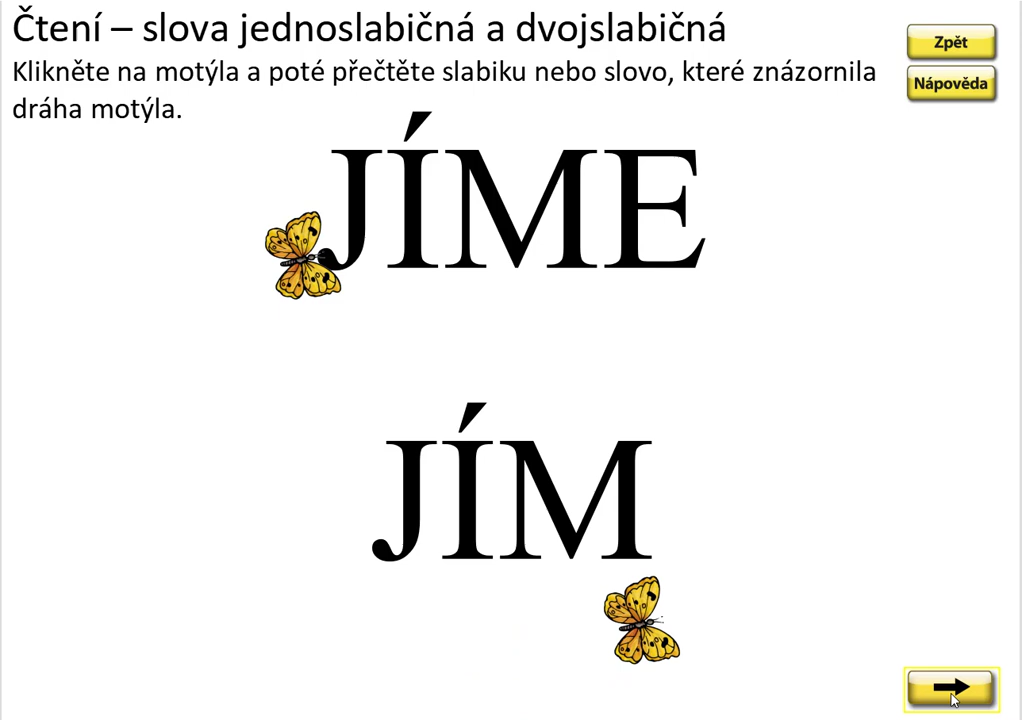 Čtení – slova jednoslabičná a dvojslabičná
Zpět
Klikněte na motýla a poté přečtěte slabiku nebo slovo, které znázornila
Nápověda
dráha motýla.
JÍME
JÍM